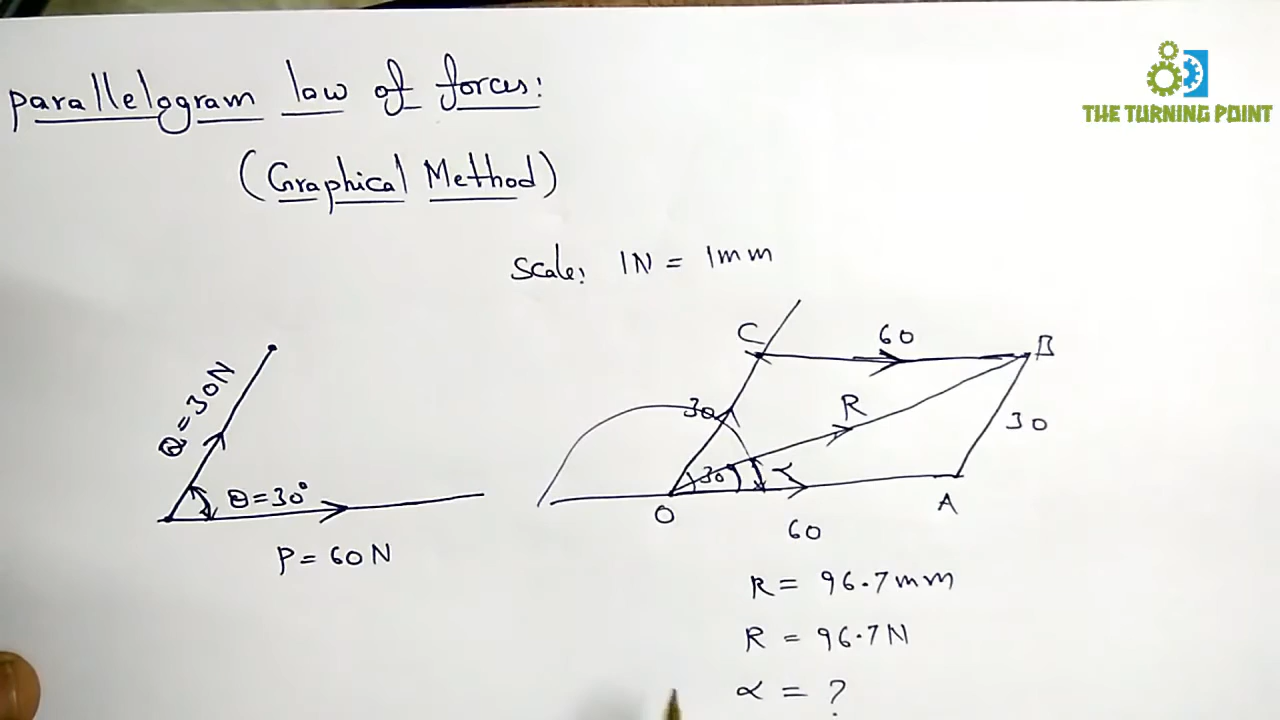 parallelogram law of forces:
(Graphical Method)
THE TURNING POINT
Scale: 1N = 1mm
Q = 30N
θ = 30°
P = 60N
C
60
B
30
R
30
30
α
O
A
60
R = 96.7mm
R = 96.7N
α = ?